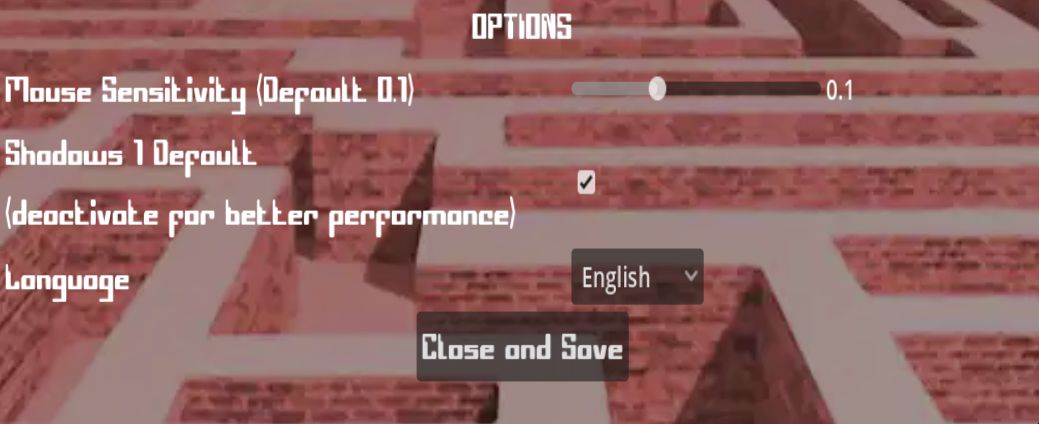 OPTIONS
Mouse Sensitivity (Default 0.1)
0.1
Shadows 1 Default
(deactivate for better performance)
Language
English
Close and Save